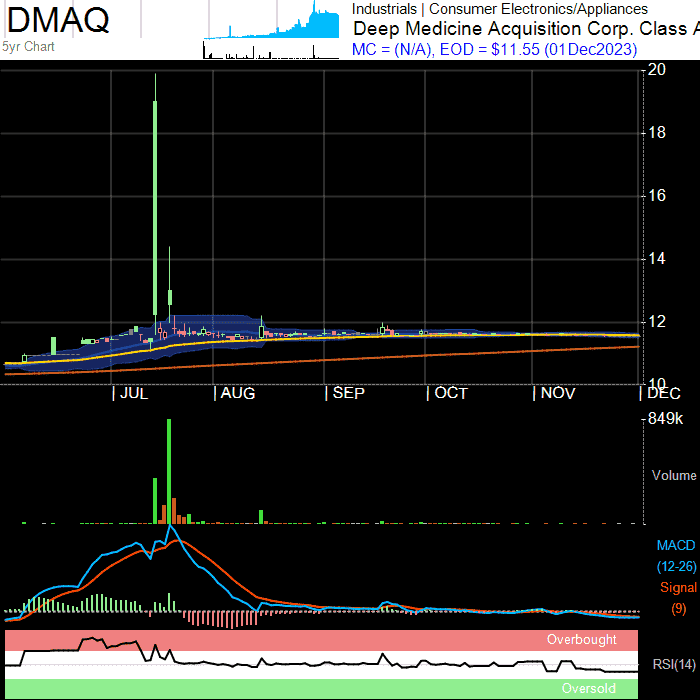 DMAQ
5yr Chart
Industrials | Consumer Electronics/Appliances
Deep Medicine Acquisition Corp. Class A
MC = (N/A), EOD = $11.55 (01Dec2023)
20
18
16
14
12
10
JUL AUG SEP OCT NOV DEC
849k
Volume
MACD
(12-26)
Signal
(9)
Overbought
RSI(14)
Oversold